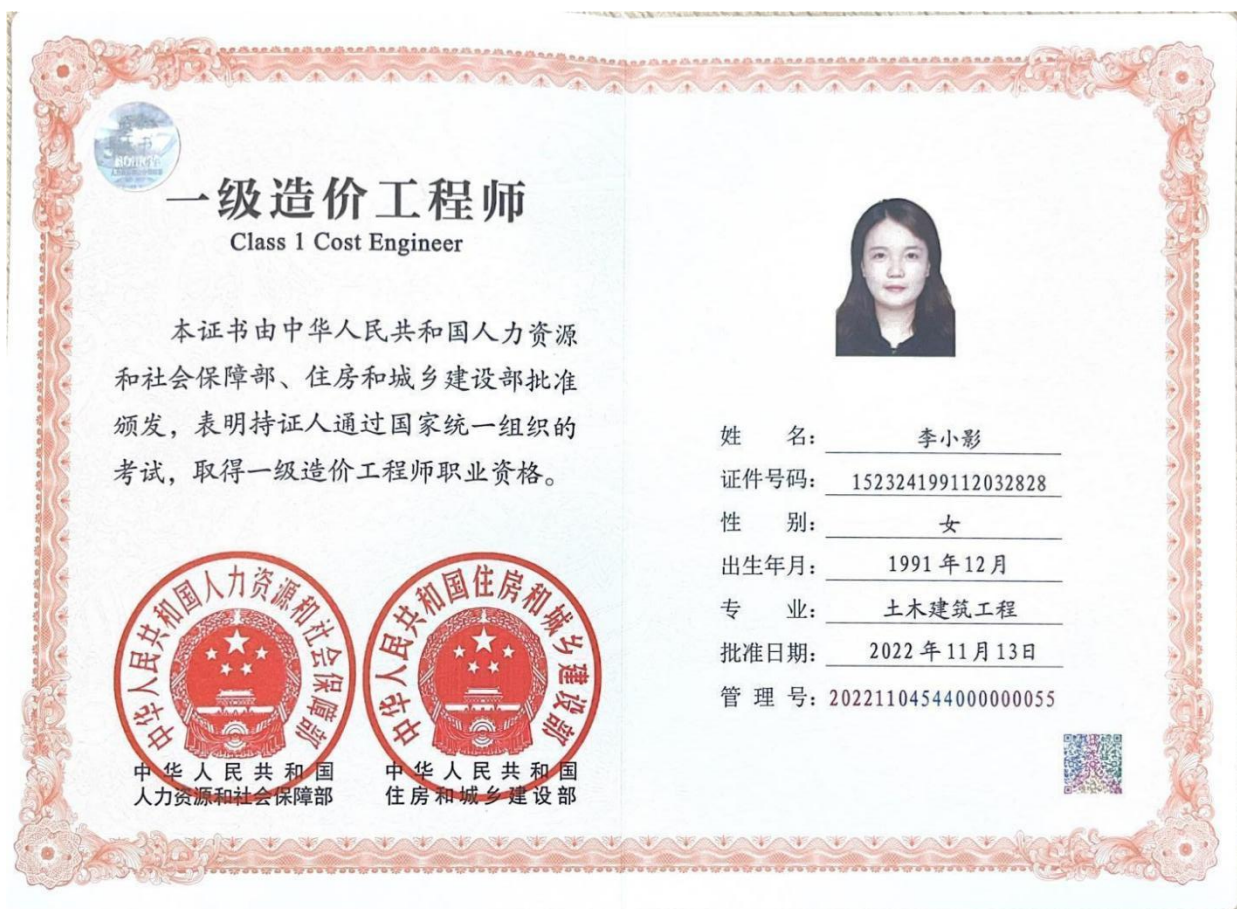 一级造价工程师
Class 1 Cost Engineer
本证书由中华人民共和国人力资源
和社会保障部、住房和城乡建设部批准
颁发，表明持证人通过国家统一组织的
考试，取得一级造价工程师职业资格。
中华人民共和国人力资源和社会保障部
中华人民共和国住房和城乡建设部
中华人民共和国
人力资源和社会保障部
中华人民共和国
住房和城乡建设部
姓 名：李小影
证件号码：152324199112032828
性 别：女
出生年月：1991年12月
专 业：土木建筑工程
批准日期：2022年11月13日
管 理 号：20221104544000000055